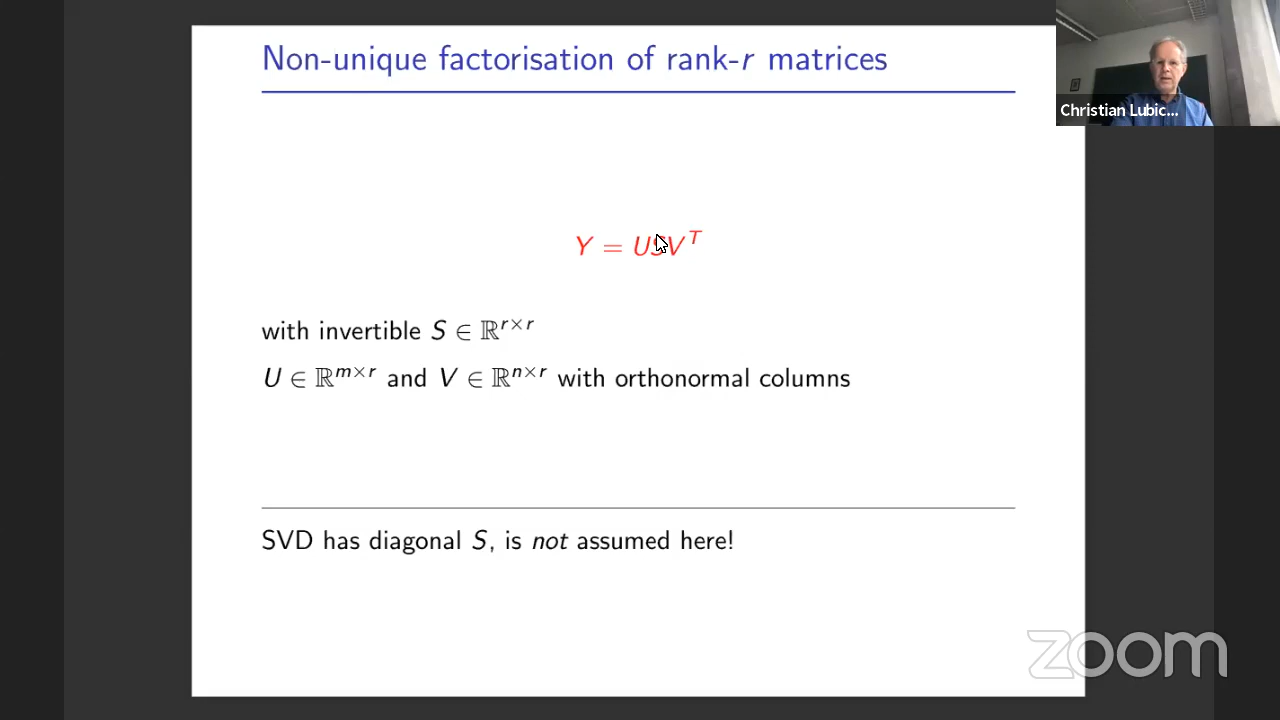 Non-unique factorisation of rank-r matrices
Christian Lubic...
Y = USV^T
with invertible S ∈ ℝ^{r×r}
U ∈ ℝ^{m×r} and V ∈ ℝ^{n×r} with orthonormal columns
SVD has diagonal S, is not assumed here!
zoom